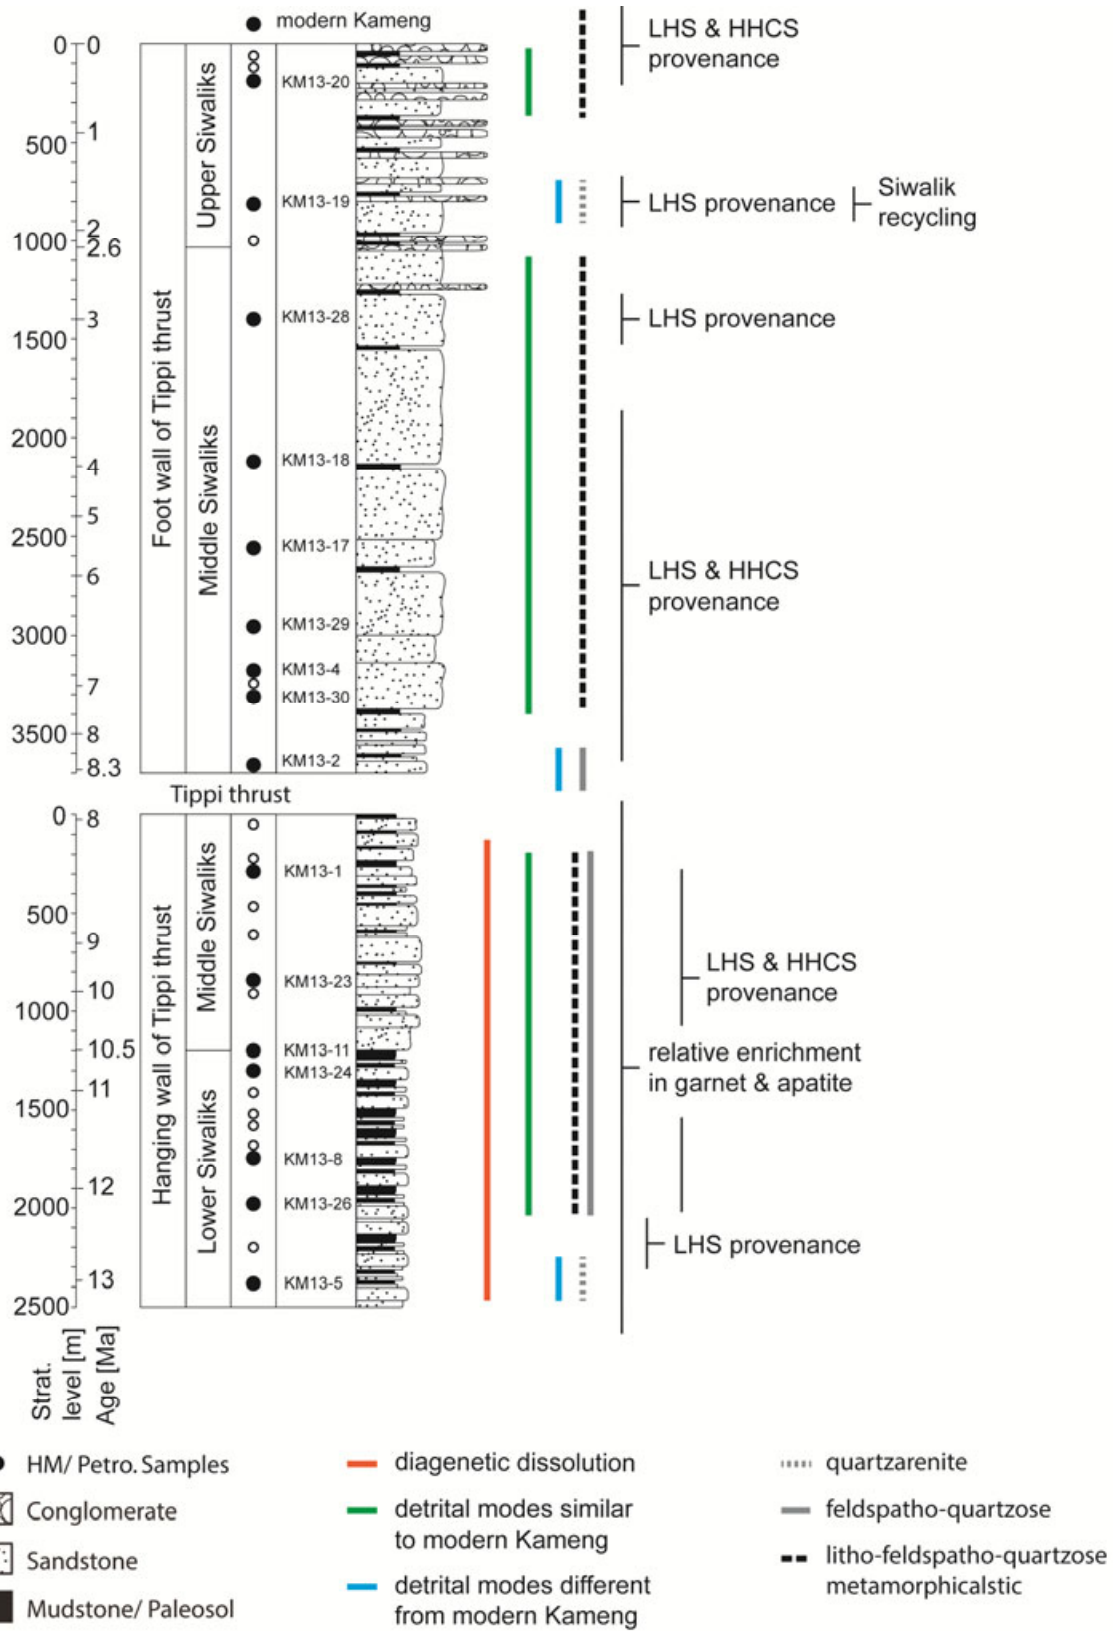 modern Kameng
0 0
500
1
1000
2
2.6
1500
3
2000
4
2500
5
6
3000
7
3500
8
8.3
Foot wall of Tippi thrust
Upper Siwaliks
Middle Siwaliks
KM13-20
KM13-19
KM13-28
KM13-18
KM13-17
KM13-29
KM13-4
KM13-30
KM13-2
LHS & HHCS
provenance
LHS provenance
Siwalik
recycling
LHS provenance
LHS & HHCS
provenance
Tippi thrust
0
8
500
9
1000
10
10.5
1500
11
2000
12
2500
13
Hanging wall of Tippi thrust
Middle Siwaliks
Lower Siwaliks
KM13-1
KM13-23
KM13-11
KM13-24
KM13-8
KM13-26
KM13-5
LHS & HHCS
provenance
relative enrichment
in garnet & apatite
LHS provenance
Strat.
level [m]
Age [Ma]
HM/ Petro. Samples
Conglomerate
Sandstone
Mudstone/ Paleosol
diagenetic dissolution
detrital modes similar
to modern Kameng
detrital modes different
from modern Kameng
quartzarenite
feldspatho-quartzose
litho-feldspatho-quartzose
metamorphicalstic